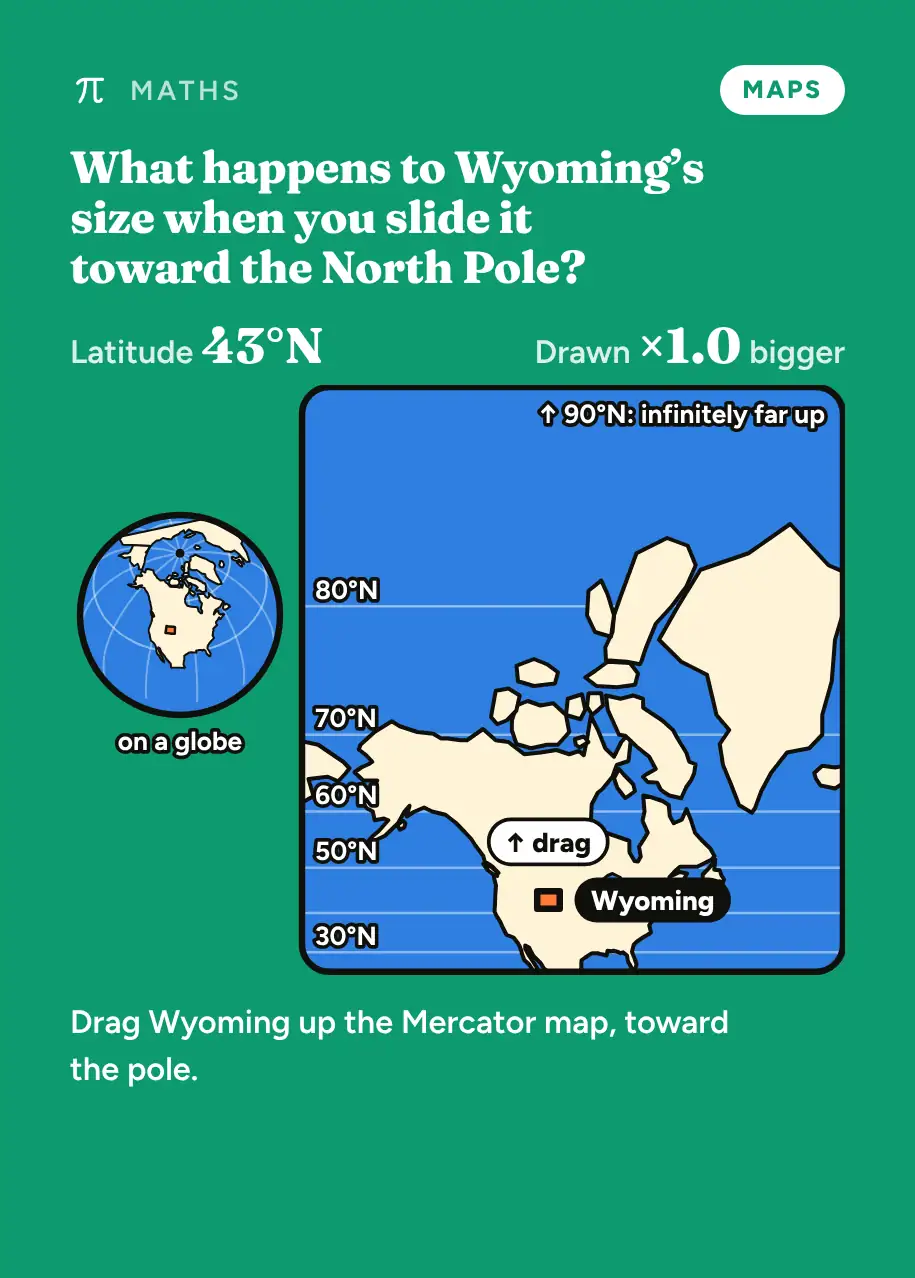 π MATHS
MAPS
What happens to Wyoming’s
size when you slide it
toward the North Pole?
Latitude 43°N
Drawn ×1.0 bigger
↑ 90°N: infinitely far up
80°N
70°N
60°N
50°N
30°N
↑ drag
Wyoming
on a globe
Drag Wyoming up the Mercator map, toward
the pole.